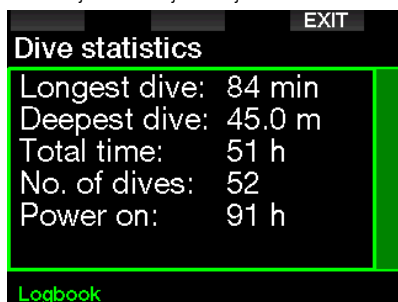 EXIT
Dive statistics
Longest dive: 84 min
Deepest dive: 45.0 m
Total time: 51 h
No. of dives: 52
Power on: 91 h
Logbook